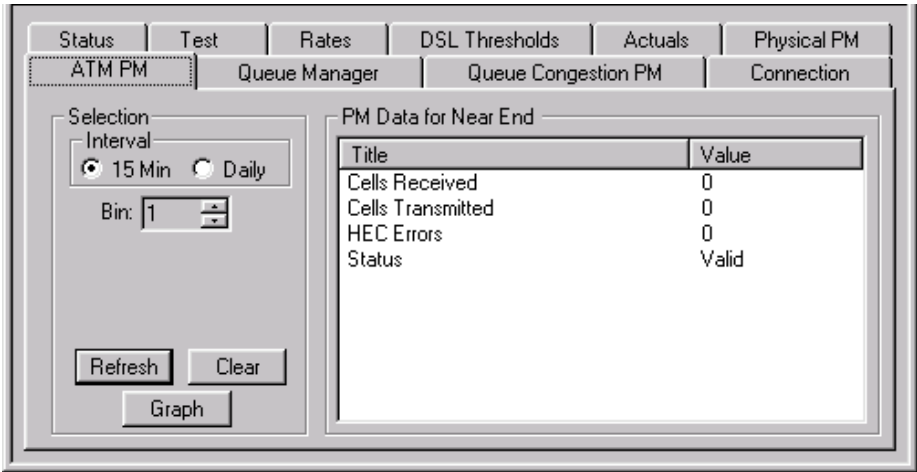 Status Test Rates DSL Thresholds Actuals Physical PM
ATM PM Queue Manager Queue Congestion PM Connection
Selection
Interval
15 Min Daily
Bin: 1
Refresh Clear
Graph
PM Data for Near End
Title Value
Cells Received 0
Cells Transmitted 0
HEC Errors 0
Status Valid